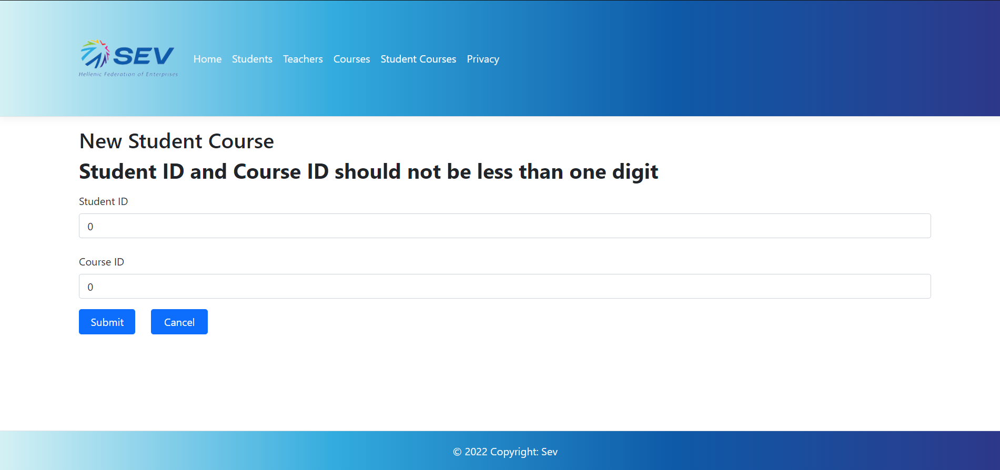 SEV
Hellenic Federation of Enterprises
Home Students Teachers Courses Student Courses Privacy
New Student Course
Student ID and Course ID should not be less than one digit
Student ID
0
Course ID
0
Submit Cancel
© 2022 Copyright: Sev